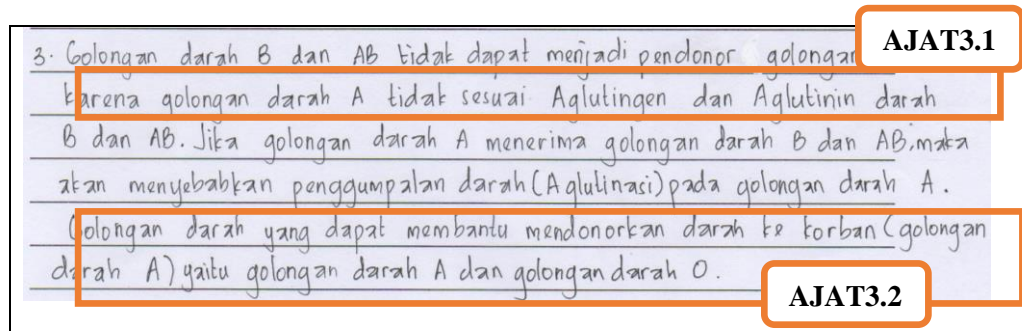 AJAT3.1
3. Golongan darah B dan AB tidak dapat menjadi pendonor golongan
karena golongan darah A tidak sesuai Aglutingen dan Aglutinin darah
B dan AB. Jika golongan darah A menerima golongan darah B dan AB, maka
akan menyebabkan penggumpalan darah (Aglutinasi) pada golongan darah A.
Golongan darah yang dapat membantu mendonorkan darah ke korban (golongan
darah A) yaitu golongan darah A dan golongan darah O.
AJAT3.2